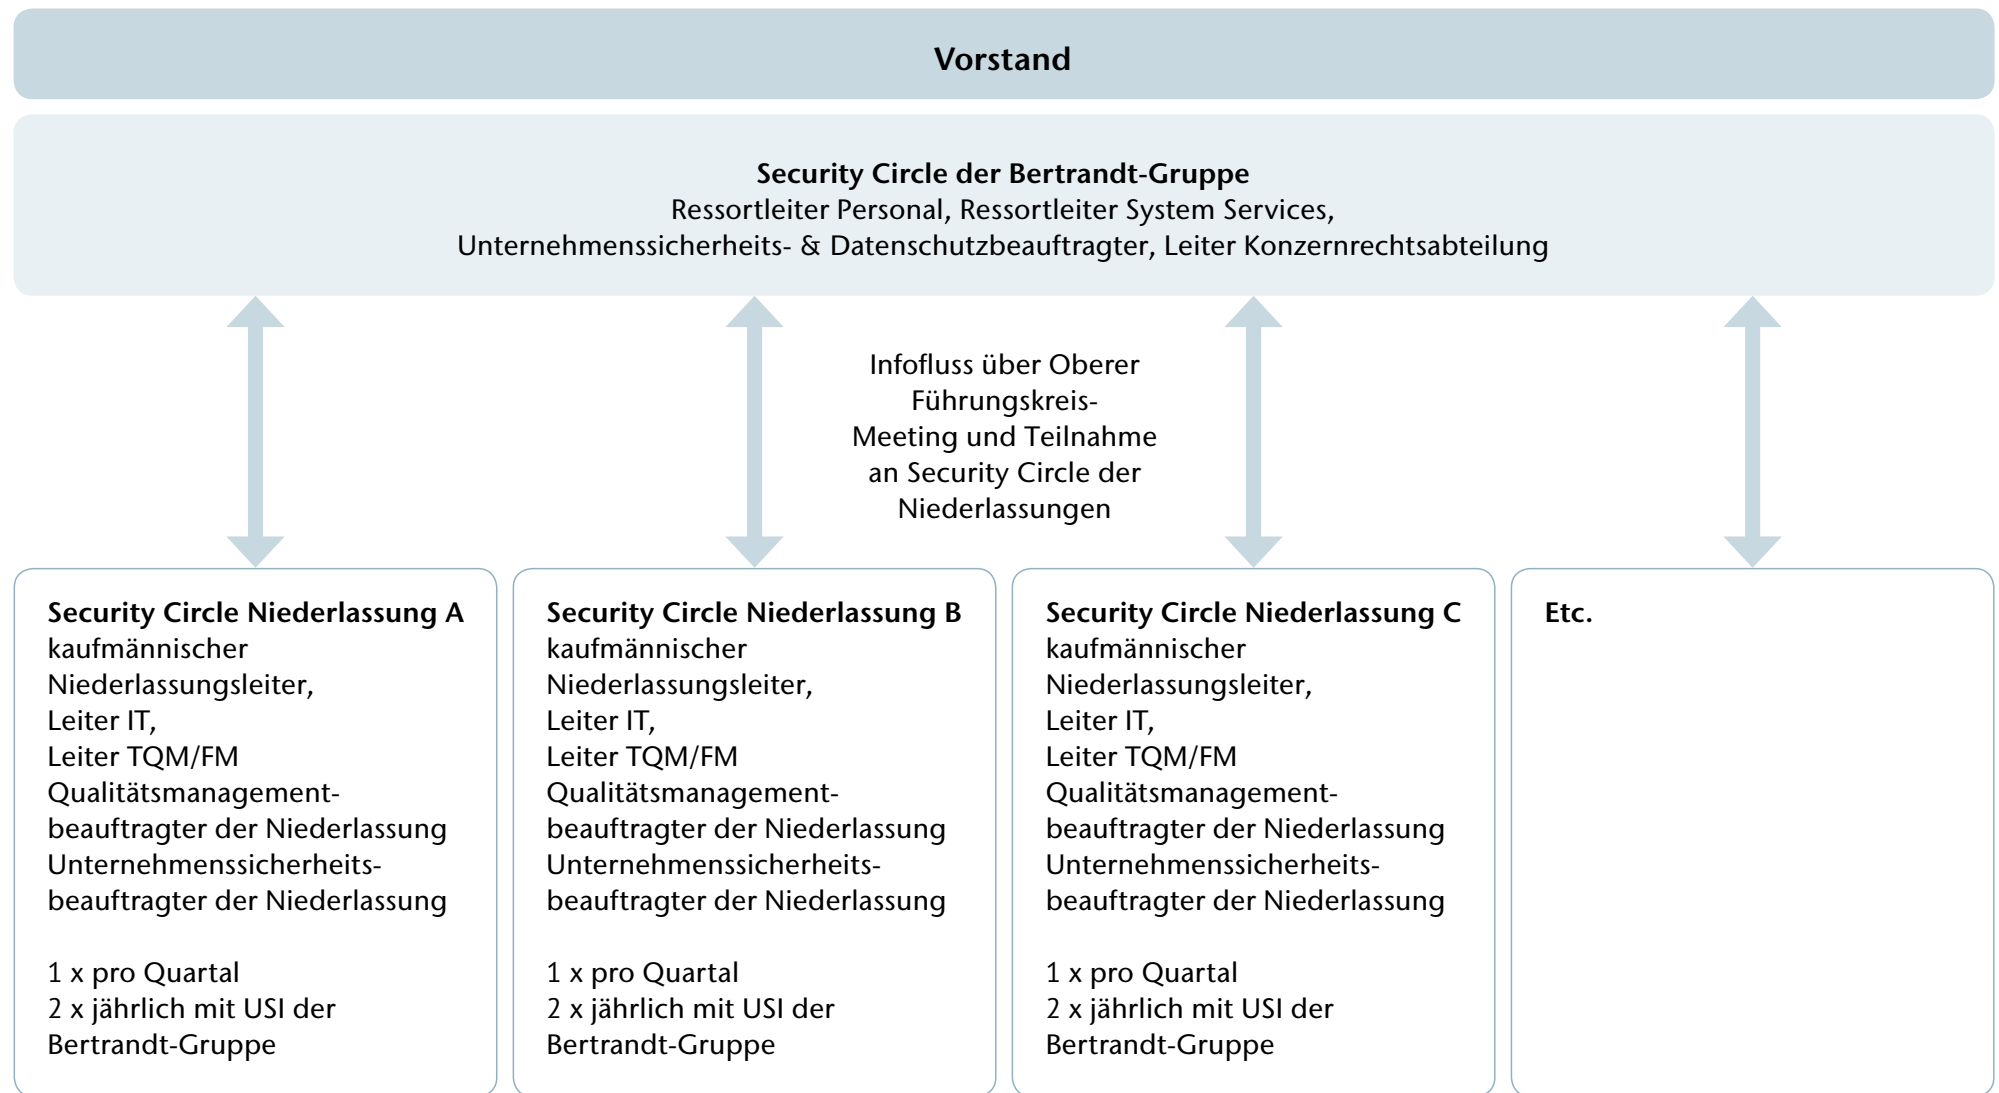 Vorstand
Security Circle der Bertrandt-Gruppe
Ressortleiter Personal, Ressortleiter System Services,
Unternehmenssicherheits- & Datenschutzbeauftragter, Leiter Konzernrechtsabteilung
Infofluss über Oberer
Führungskreis-
Meeting und Teilnahme
an Security Circle der
Niederlassungen
Security Circle Niederlassung A
kaufmännischer
Niederlassungsleiter,
Leiter IT,
Leiter TQM/FM
Qualitätsmanagement-
beauftragter der Niederlassung
Unternehmenssicherheits-
beauftragter der Niederlassung
1 x pro Quartal
2 x jährlich mit USI der
Bertrandt-Gruppe
Security Circle Niederlassung B
kaufmännischer
Niederlassungsleiter,
Leiter IT,
Leiter TQM/FM
Qualitätsmanagement-
beauftragter der Niederlassung
Unternehmenssicherheits-
beauftragter der Niederlassung
1 x pro Quartal
2 x jährlich mit USI der
Bertrandt-Gruppe
Security Circle Niederlassung C
kaufmännischer
Niederlassungsleiter,
Leiter IT,
Leiter TQM/FM
Qualitätsmanagement-
beauftragter der Niederlassung
Unternehmenssicherheits-
beauftragter der Niederlassung
1 x pro Quartal
2 x jährlich mit USI der
Bertrandt-Gruppe
Etc.